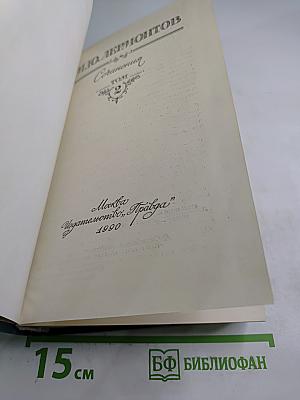 М.Ю.ЛЕРМОНТОВ
Сочинения
ТОМ
2
Москва
Издательство „Правда"
1990
15 см
БФ БИБЛИОФАН